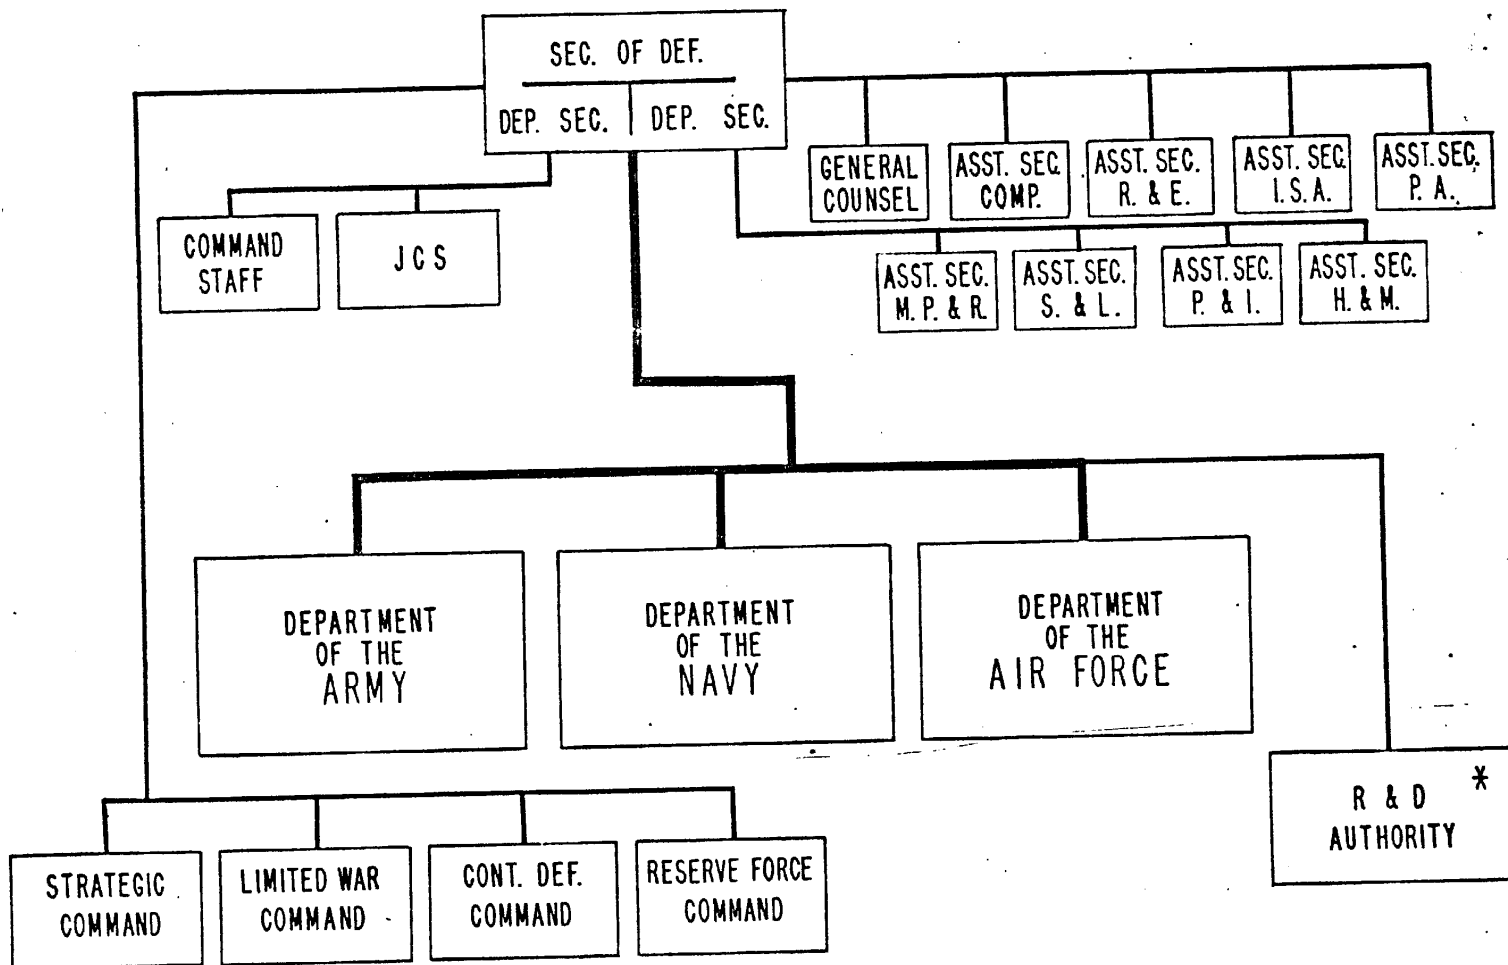 SEC. OF DEF.
DEP. SEC.
DEP. SEC.
GENERAL
COUNSEL
ASST. SEC.
COMP.
ASST. SEC.
R. & E.
ASST. SEC.
I.S.A.
ASST. SEC.
P. A.
COMMAND
STAFF
JCS
ASST. SEC.
M. P. & R.
ASST. SEC.
S. & L.
ASST. SEC.
P. & I.
ASST. SEC.
H. & M.
DEPARTMENT
OF THE
ARMY
DEPARTMENT
OF THE
NAVY
DEPARTMENT
OF THE
AIR FORCE
R & D *
AUTHORITY
STRATEGIC
COMMAND
LIMITED WAR
COMMAND
CONT. DEF.
COMMAND
RESERVE FORCE
COMMAND